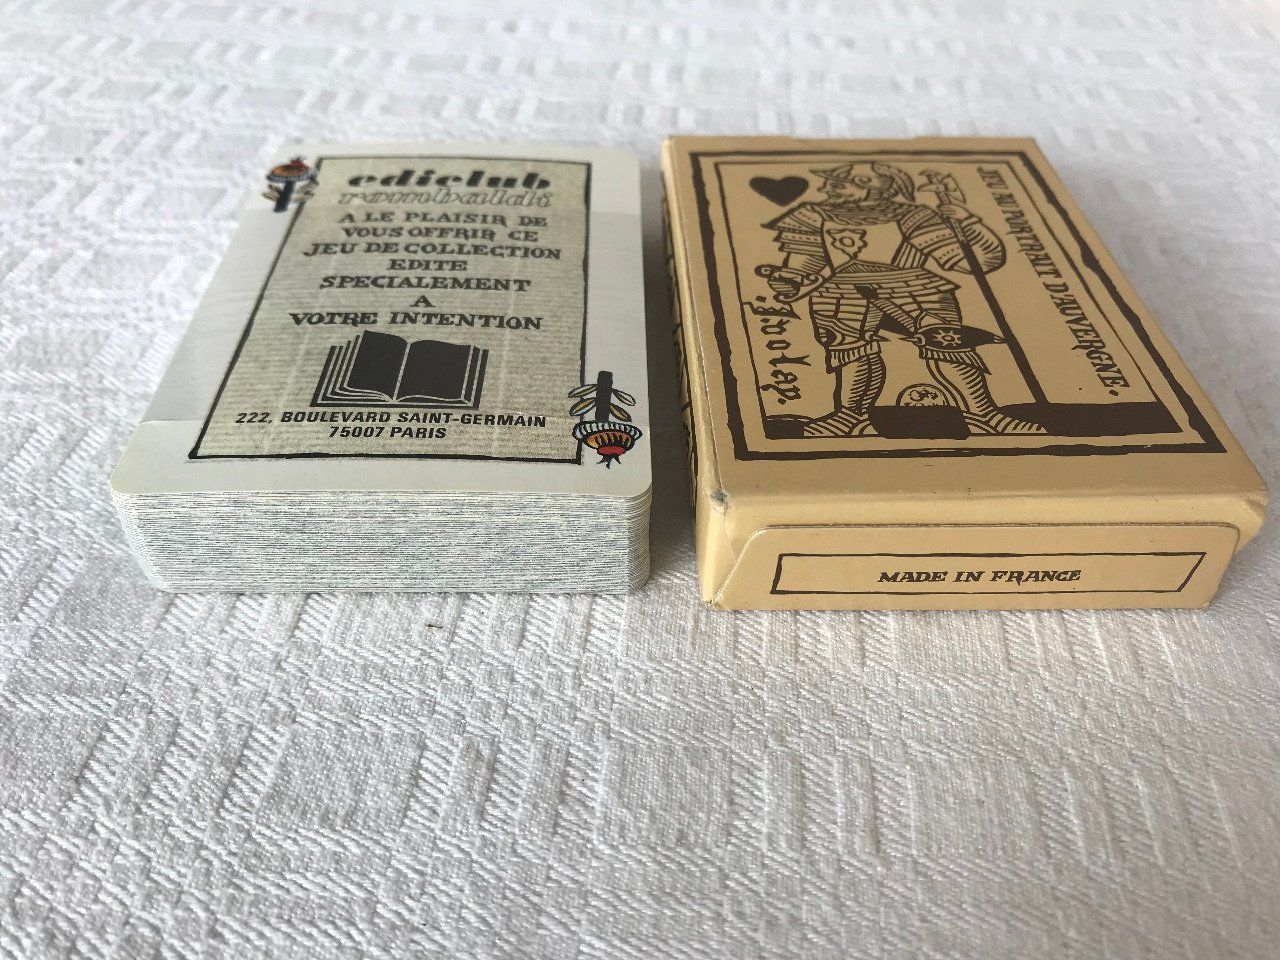 ediclub
rombaldi
A LE PLAISIR DE
VOUS OFFRIR CE
JEU DE COLLECTION
EDITE
SPECIALEMENT
A
VOTRE INTENTION
222, BOULEVARD SAINT-GERMAIN
75007 PARIS
JEU AU PORTRAIT D'AUVERGNE.
MADE IN FRANCE